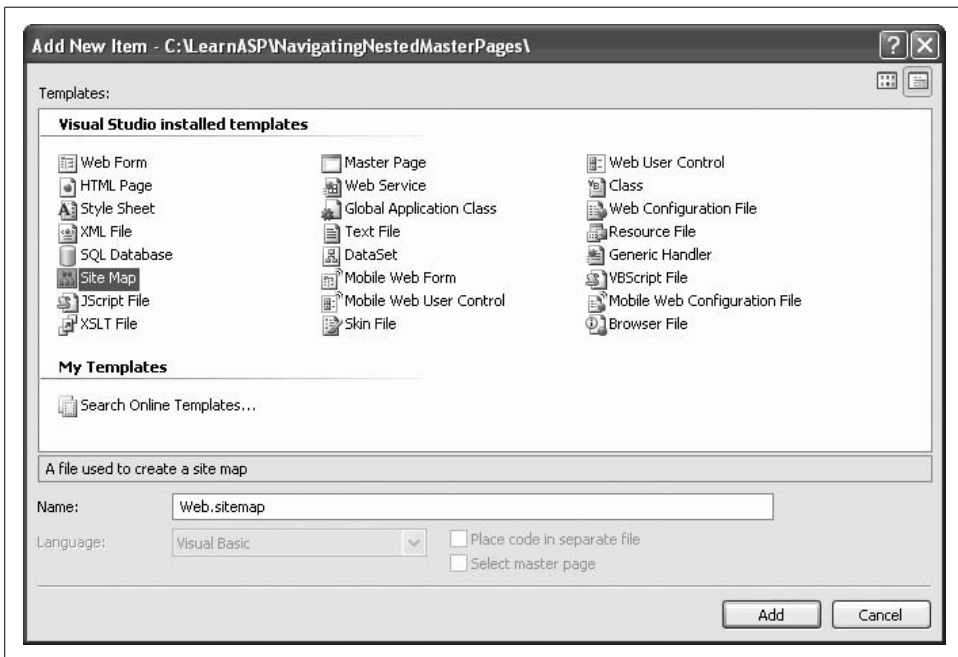 Add New Item - C:\LearnASP\NavigatingNestedMasterPages\
Templates:
Visual Studio installed templates
Web Form
HTML Page
Style Sheet
XML File
SQL Database
Site Map
JScript File
XSLT File
Master Page
Web Service
Global Application Class
Text File
DataSet
Mobile Web Form
Mobile Web User Control
Skin File
Web User Control
Class
Web Configuration File
Resource File
Generic Handler
VBScript File
Mobile Web Configuration File
Browser File
My Templates
Search Online Templates...
A file used to create a site map
Name:
Web.sitemap
Language:
Visual Basic
Place code in separate file
Select master page
Add
Cancel